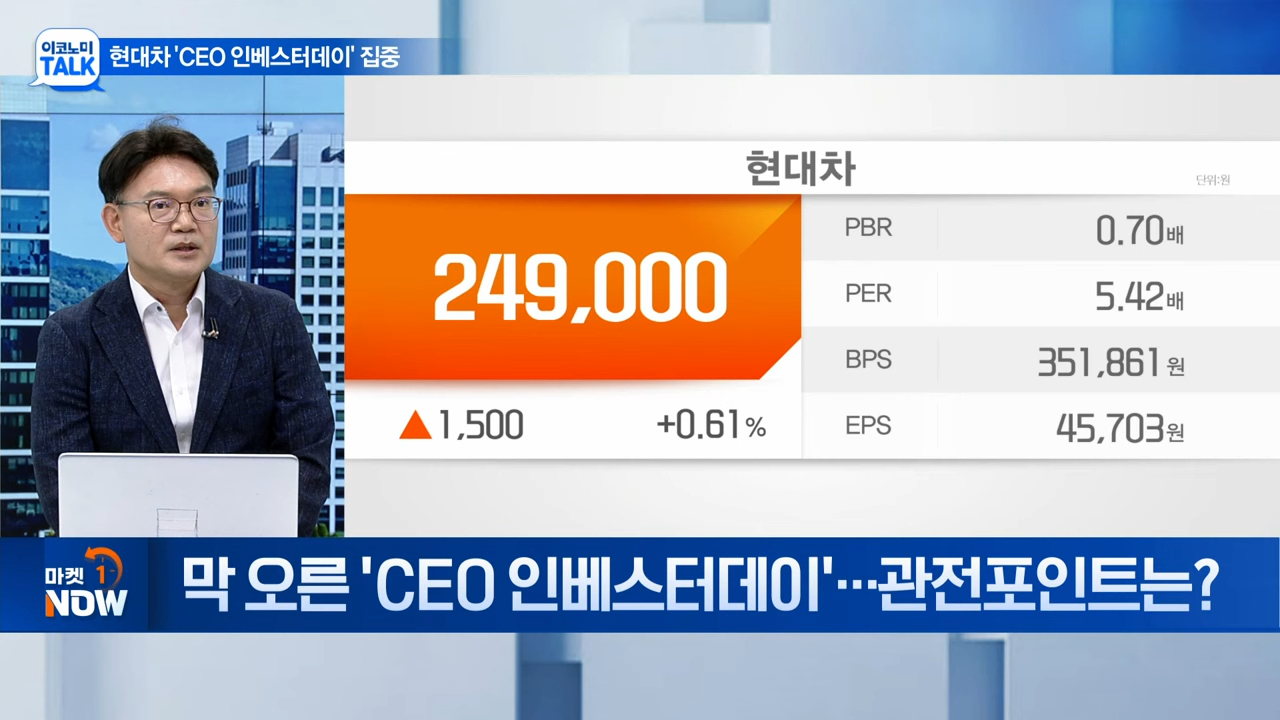 이코노미
TALK
현대차 'CEO 인베스터데이' 집중
현대차
단위:원
249,000
▲1,500 +0.61%
PBR 0.70배
PER 5.42배
BPS 351,861원
EPS 45,703원
마켓 1
NOW
막 오른 'CEO 인베스터데이'…관전포인트는?